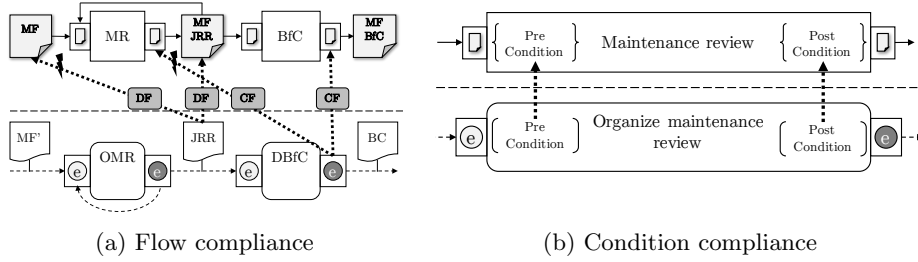 MF
MR
MF
JRR
BfC
MF
BfC
DF
DF
CF
CF
MF'
JRR
BC
OMR
DBfC
e
e
e
e
(a) Flow compliance
Pre
Condition
Maintenance review
Post
Condition
e
Pre
Condition
Organize maintenance
review
Post
Condition
e
(b) Condition compliance